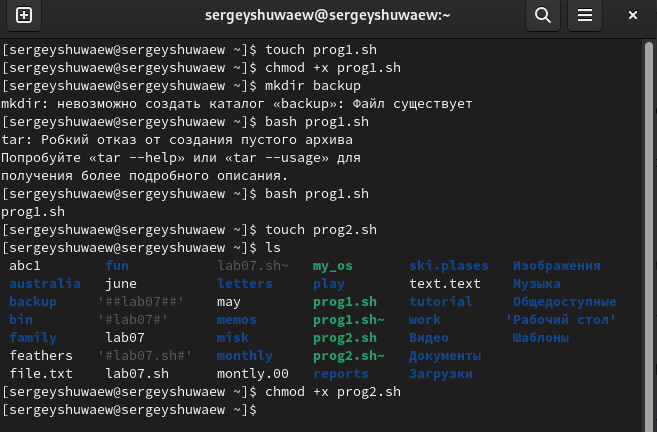 sergeyshuwaew@sergeyshuwaew:~
[sergeyshuwaew@sergeyshuwaew ~]$ touch prog1.sh
[sergeyshuwaew@sergeyshuwaew ~]$ chmod +x prog1.sh
[sergeyshuwaew@sergeyshuwaew ~]$ mkdir backup
mkdir: невозможно создать каталог «backup»: Файл существует
[sergeyshuwaew@sergeyshuwaew ~]$ bash prog1.sh
tar: Робкий отказ от создания пустого архива
Попробуйте «tar --help» или «tar --usage» для
получения более подробного описания.
[sergeyshuwaew@sergeyshuwaew ~]$ bash prog1.sh
prog1.sh
[sergeyshuwaew@sergeyshuwaew ~]$ touch prog2.sh
[sergeyshuwaew@sergeyshuwaew ~]$ ls
abc1 fun lab07.sh~ my_os ski.plases Изображения
australia june letters play text.text Музыка
backup '##lab07##' may prog1.sh tutorial Общедоступные
bin '#lab07#' memos prog1.sh~ work 'Рабочий стол'
family lab07 misk prog2.sh Видео Шаблоны
feathers '#lab07.sh#' monthly prog2.sh~ Документы
file.txt lab07.sh montly.00 reports Загрузки
[sergeyshuwaew@sergeyshuwaew ~]$ chmod +x prog2.sh
[sergeyshuwaew@sergeyshuwaew ~]$